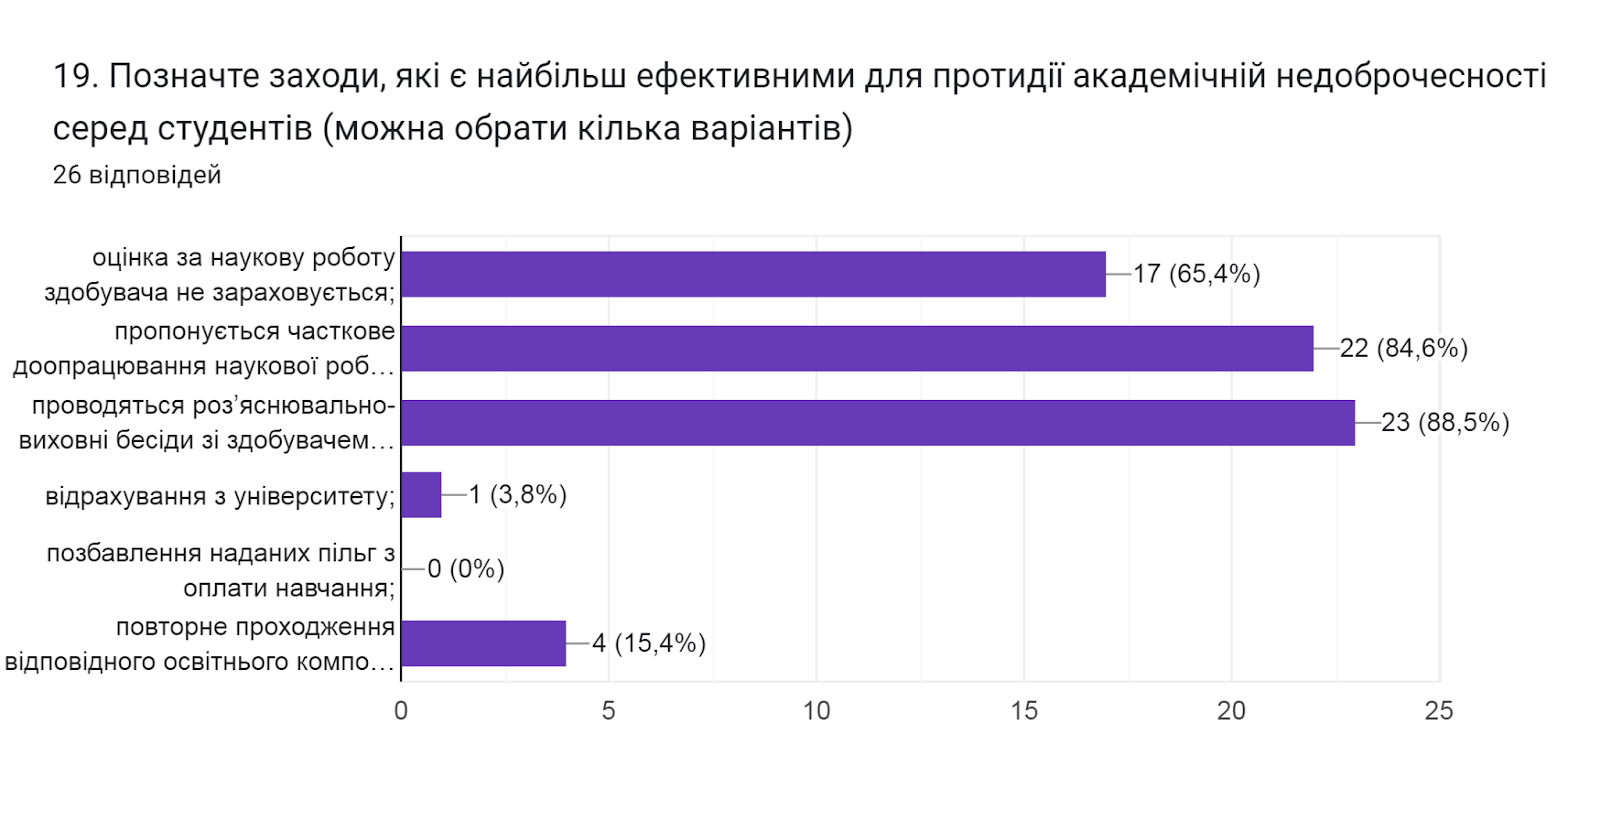 19. Позначте заходи, які є найбільш ефективними для протидії академічній недоброчесності
серед студентів (можна обрати кілька варіантів)
26 відповідей
оцінка за наукову роботу
здобувача не зараховується;
17 (65,4%)
пропонується часткове
доопрацювання наукової роб…
22 (84,6%)
проводяться роз’яснювально-
виховні бесіди зі здобувачем…
23 (88,5%)
відрахування з університету;
1 (3,8%)
позбавлення наданих пільг з
оплати навчання;
0 (0%)
повторне проходження
відповідного освітнього компо…
4 (15,4%)
0 5 10 15 20 25